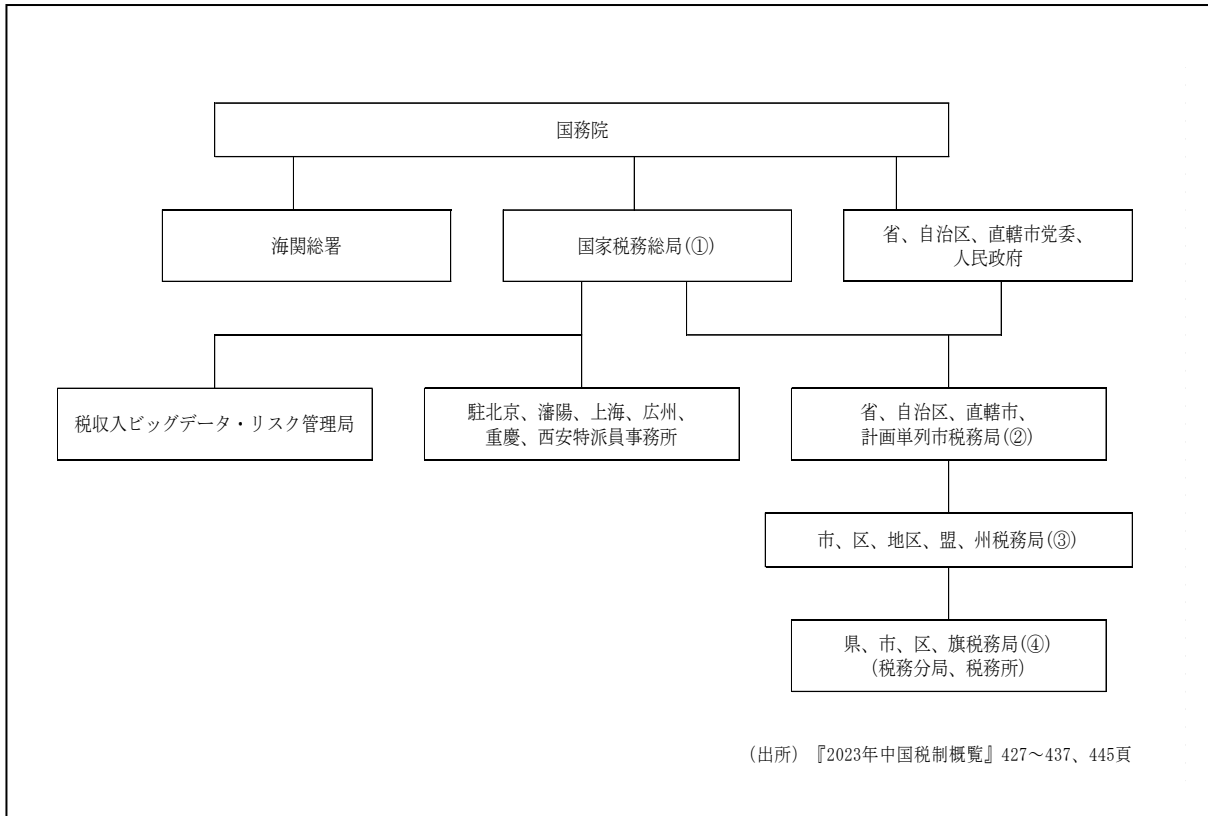 国務院
海関総署
国家税務総局(①)
省、自治区、直轄市党委、
人民政府
税収入ビッグデータ・リスク管理局
駐北京、瀋陽、上海、広州、
重慶、西安特派員事務所
省、自治区、直轄市、
計画単列市税務局(②)
市、区、地区、盟、州税務局(③)
県、市、区、旗税務局(④)
(税務分局、税務所)
(出所)『2023年中国税制概覧』427～437、445頁